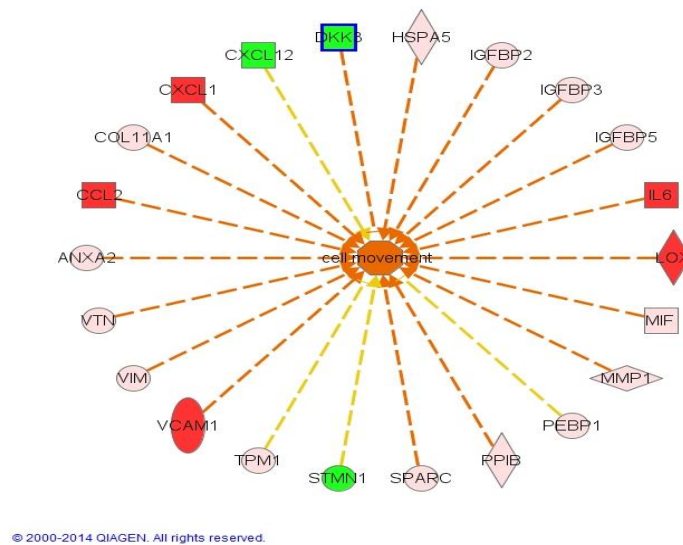 DKK3
HSPA5
CXCL12
IGFBP2
CXCL1
IGFBP3
COL11A1
IGFBP5
CCL2
IL6
ANXA2
cell movement
LOX
VTN
MIF
VIM
MMP1
VCAM1
PEBP1
TPM1
PPIB
STMN1
SPARC
© 2000-2014 QIAGEN. All rights reserved.